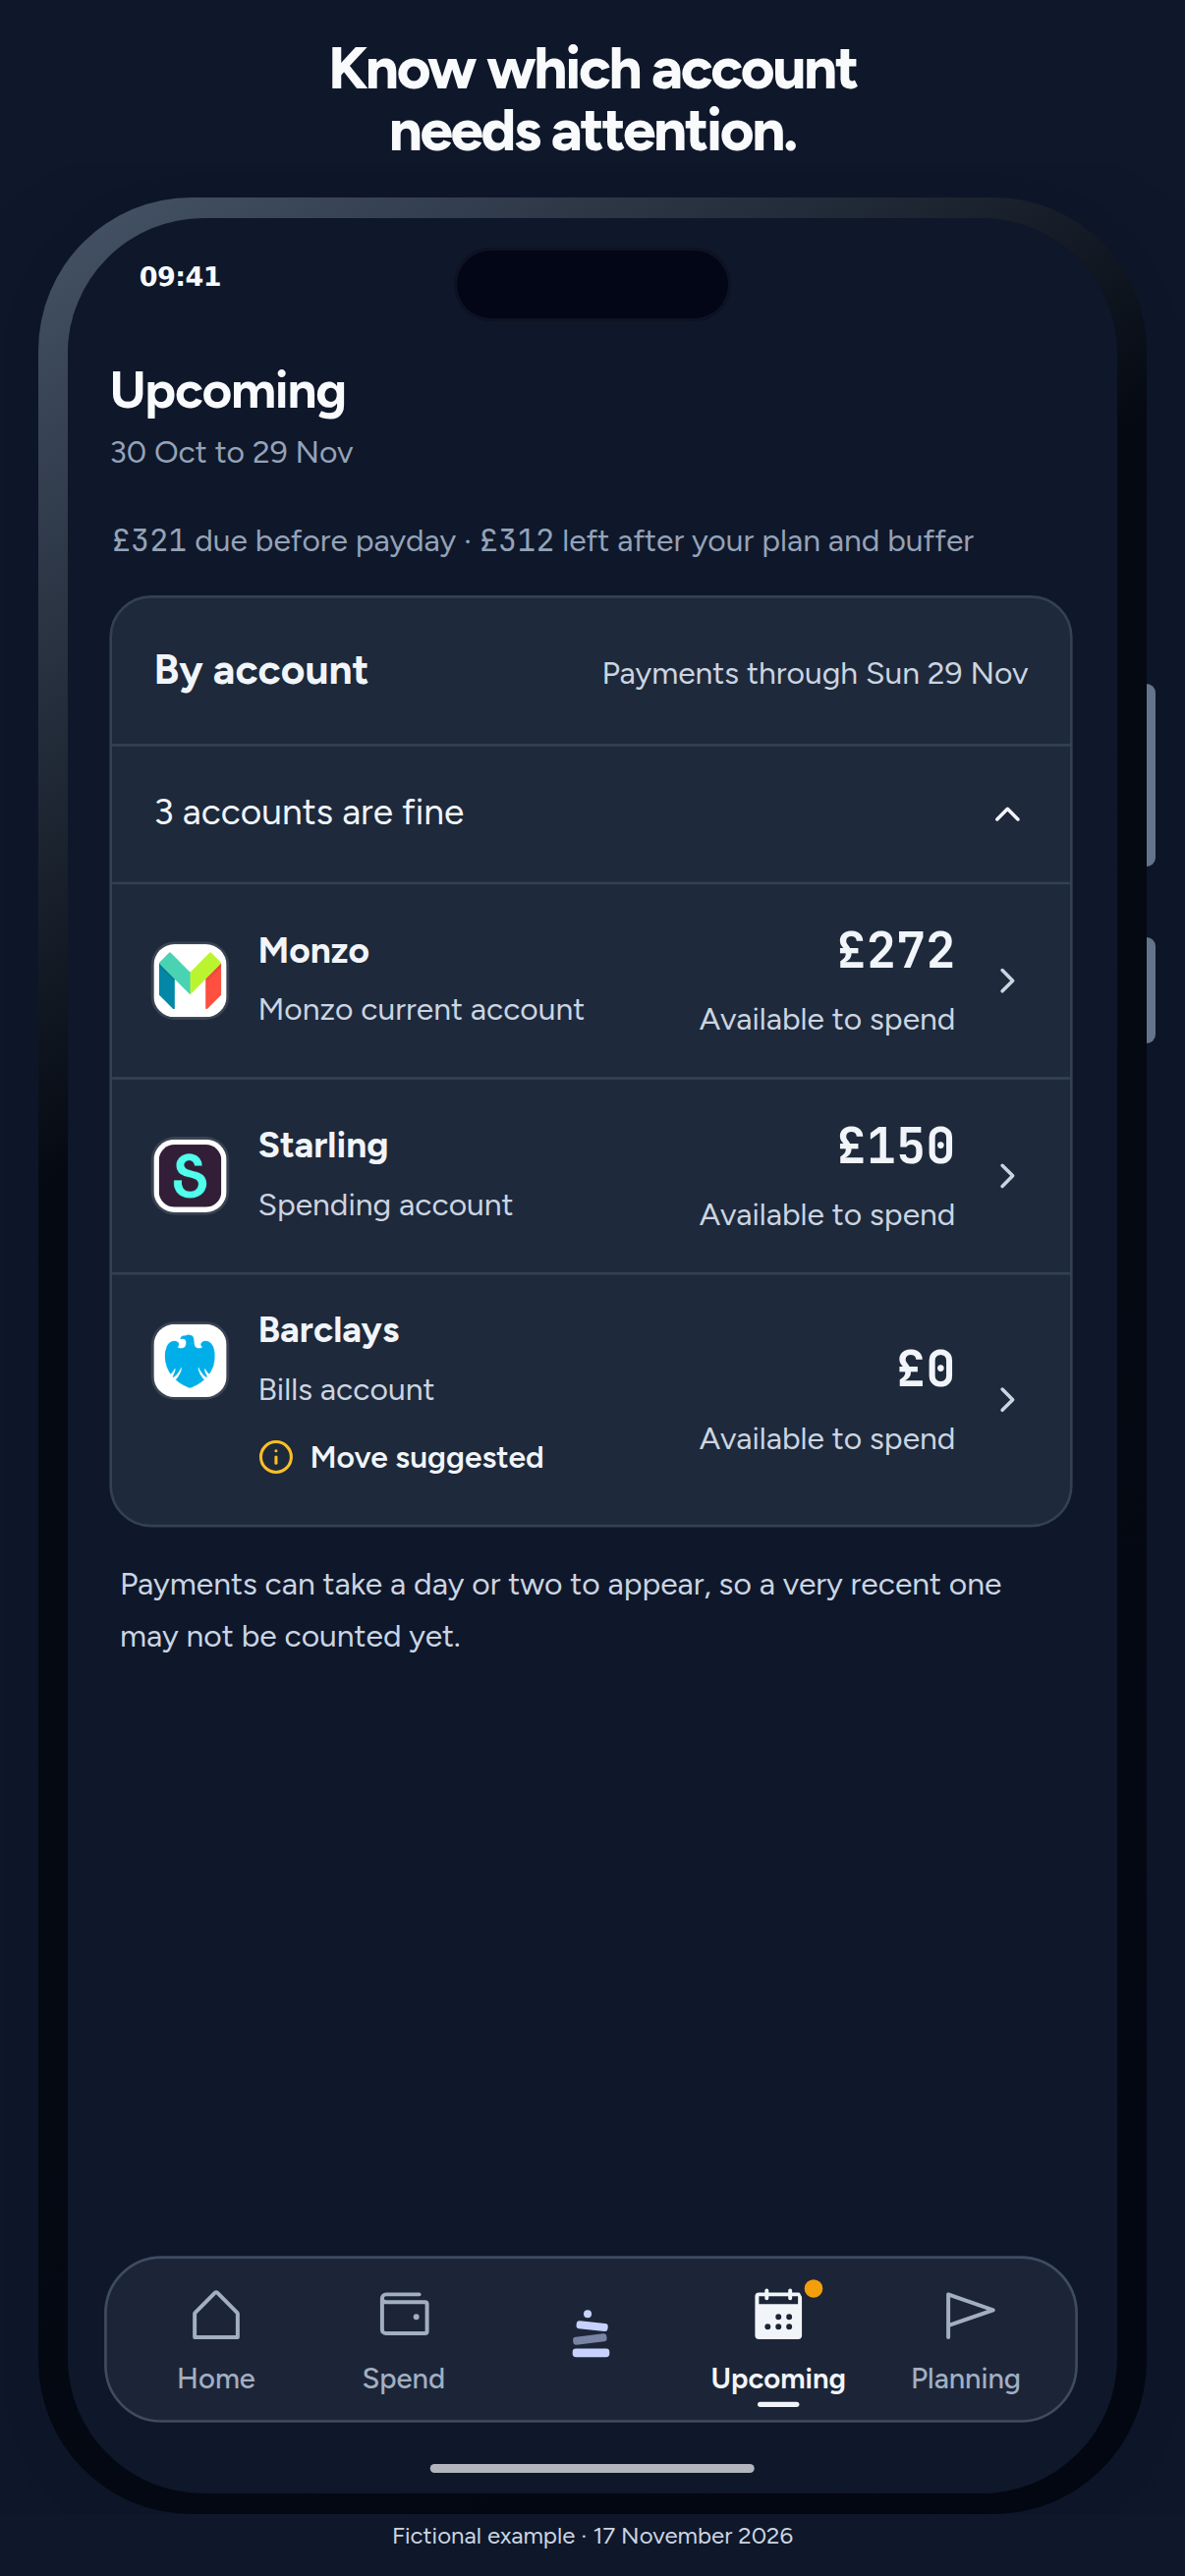 Know which account
needs attention.
09:41
Upcoming
30 Oct to 29 Nov
£321 due before payday · £312 left after your plan and buffer
By account
Payments through Sun 29 Nov
3 accounts are fine
Monzo
£272
Monzo current account
Available to spend
S
Starling
£150
Spending account
Available to spend
Barclays
£0
Bills account
Available to spend
Move suggested
Payments can take a day or two to appear, so a very recent one
may not be counted yet.
Home
Spend
Upcoming
Planning
Fictional example · 17 November 2026